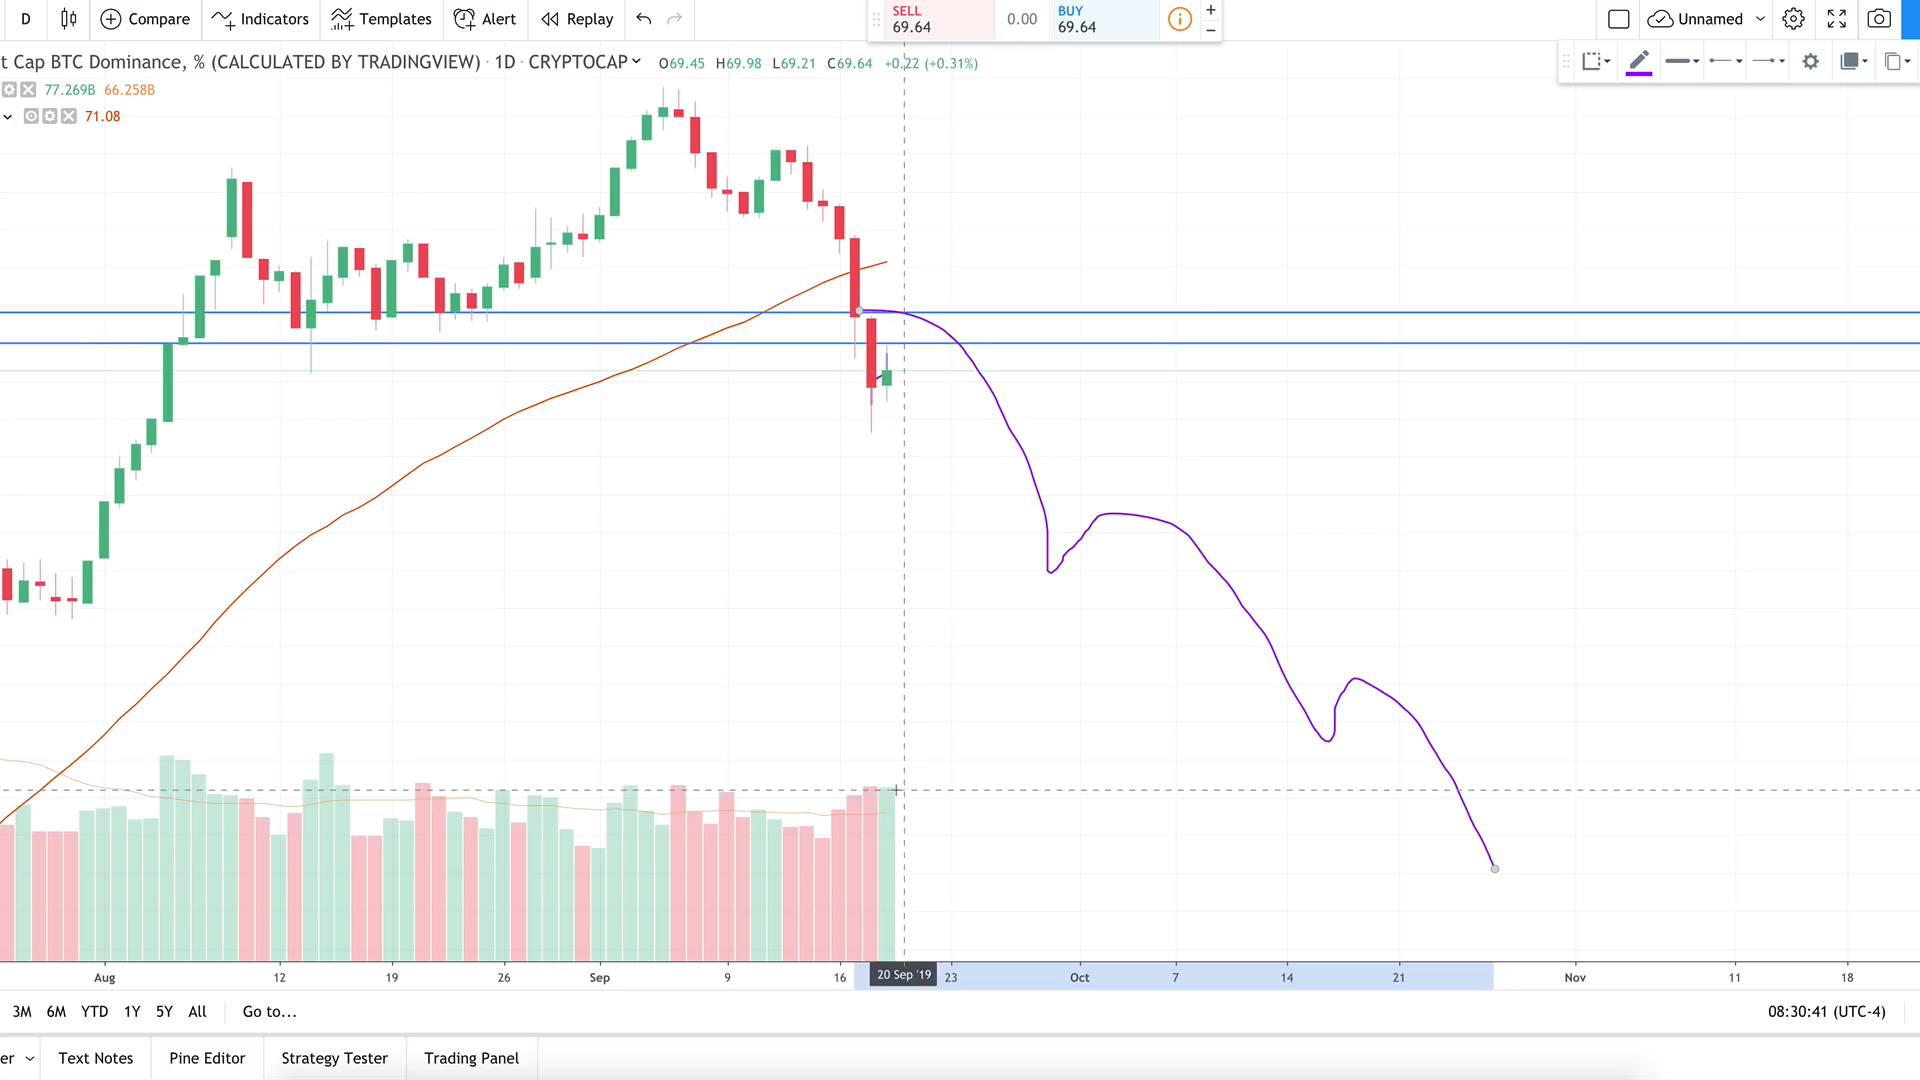 D Compare Indicators Templates Alert Replay SELL 69.64 0.00 BUY 69.64 + − Unnamed
t Cap BTC Dominance, % (CALCULATED BY TRADINGVIEW) · 1D · CRYPTOCAP O69.45 H69.98 L69.21 C69.64 +0.22 (+0.31%)
77.269B 66.258B
71.08
Aug 12 19 26 Sep 9 16 20 Sep '19 23 Oct 7 14 21 Nov 11 18
3M 6M YTD 1Y 5Y All Go to... 08:30:41 (UTC-4)
er Text Notes Pine Editor Strategy Tester Trading Panel